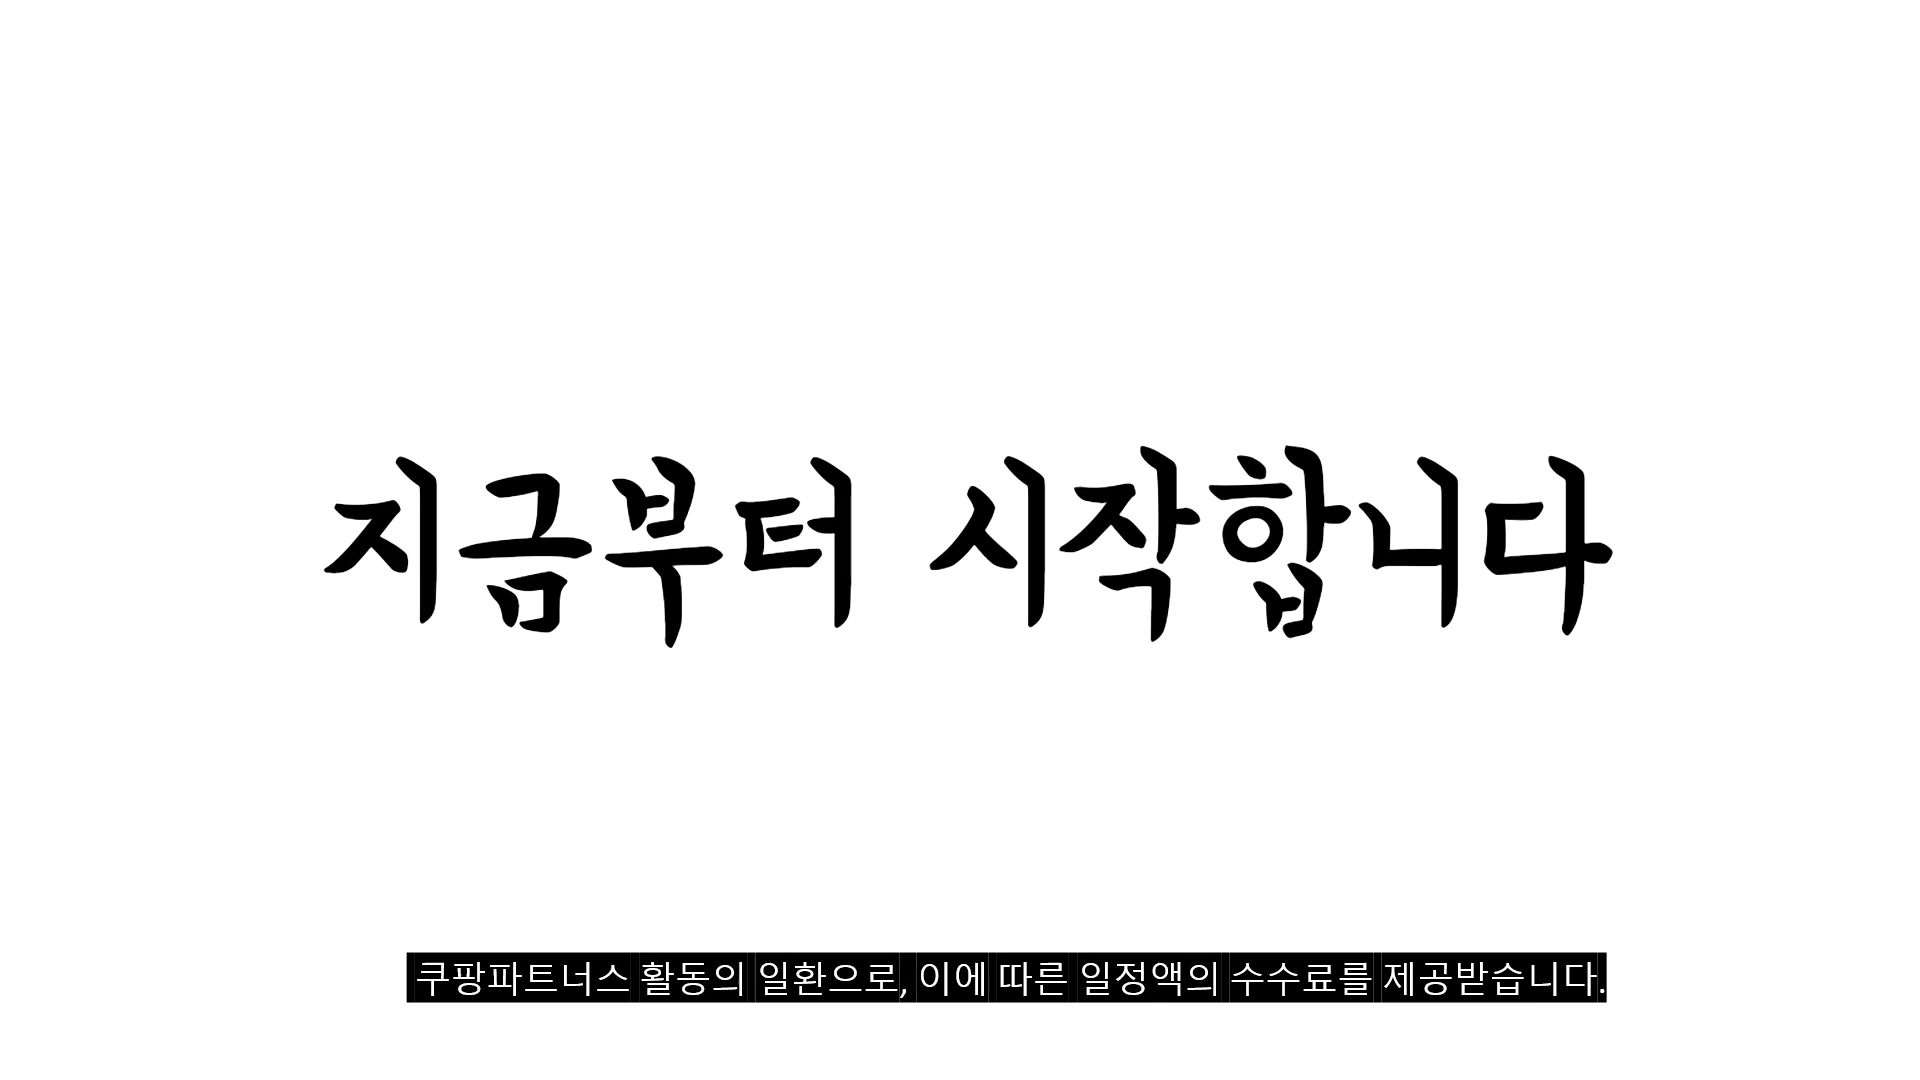 지금부터 시작합니다
쿠팡파트너스 활동의 일환으로, 이에 따른 일정액의 수수료를 제공받습니다.